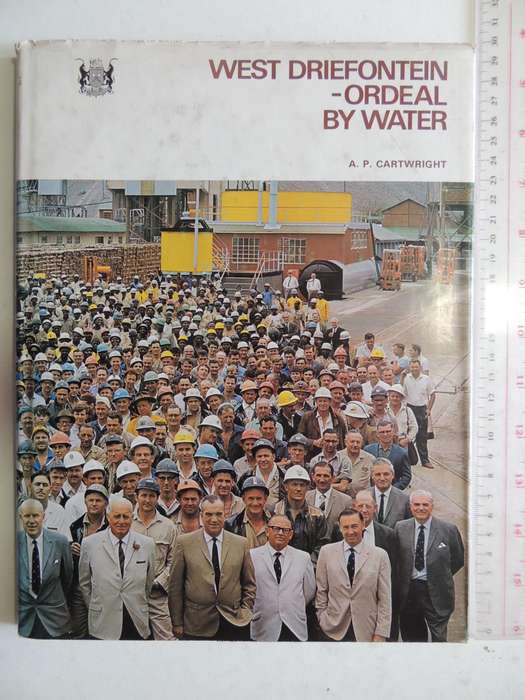 WEST DRIEFONTEIN
-ORDEAL
BY WATER
A. P. CARTWRIGHT